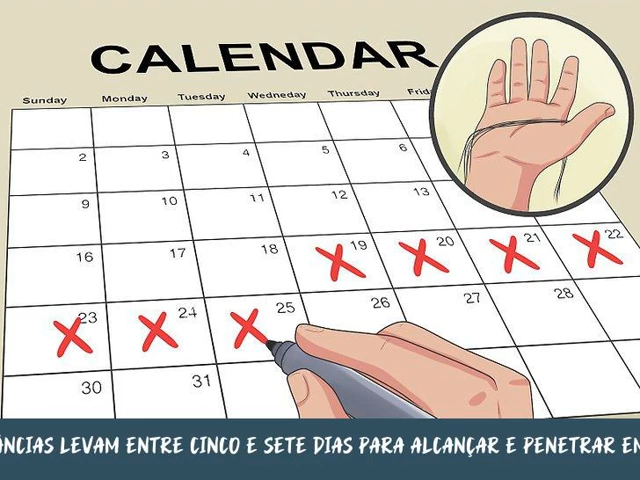 CALENDAR
Sunday Monday Tuesday Wednesday Thursday
2 3 4 5 6
9 10 11 12 13
16 17 18 19 20 21 22
23 24 25 26 27 28
30 31
LEVAM ENTRE CINCO E SETE DIAS PARA ALCANÇAR E PENETRAR